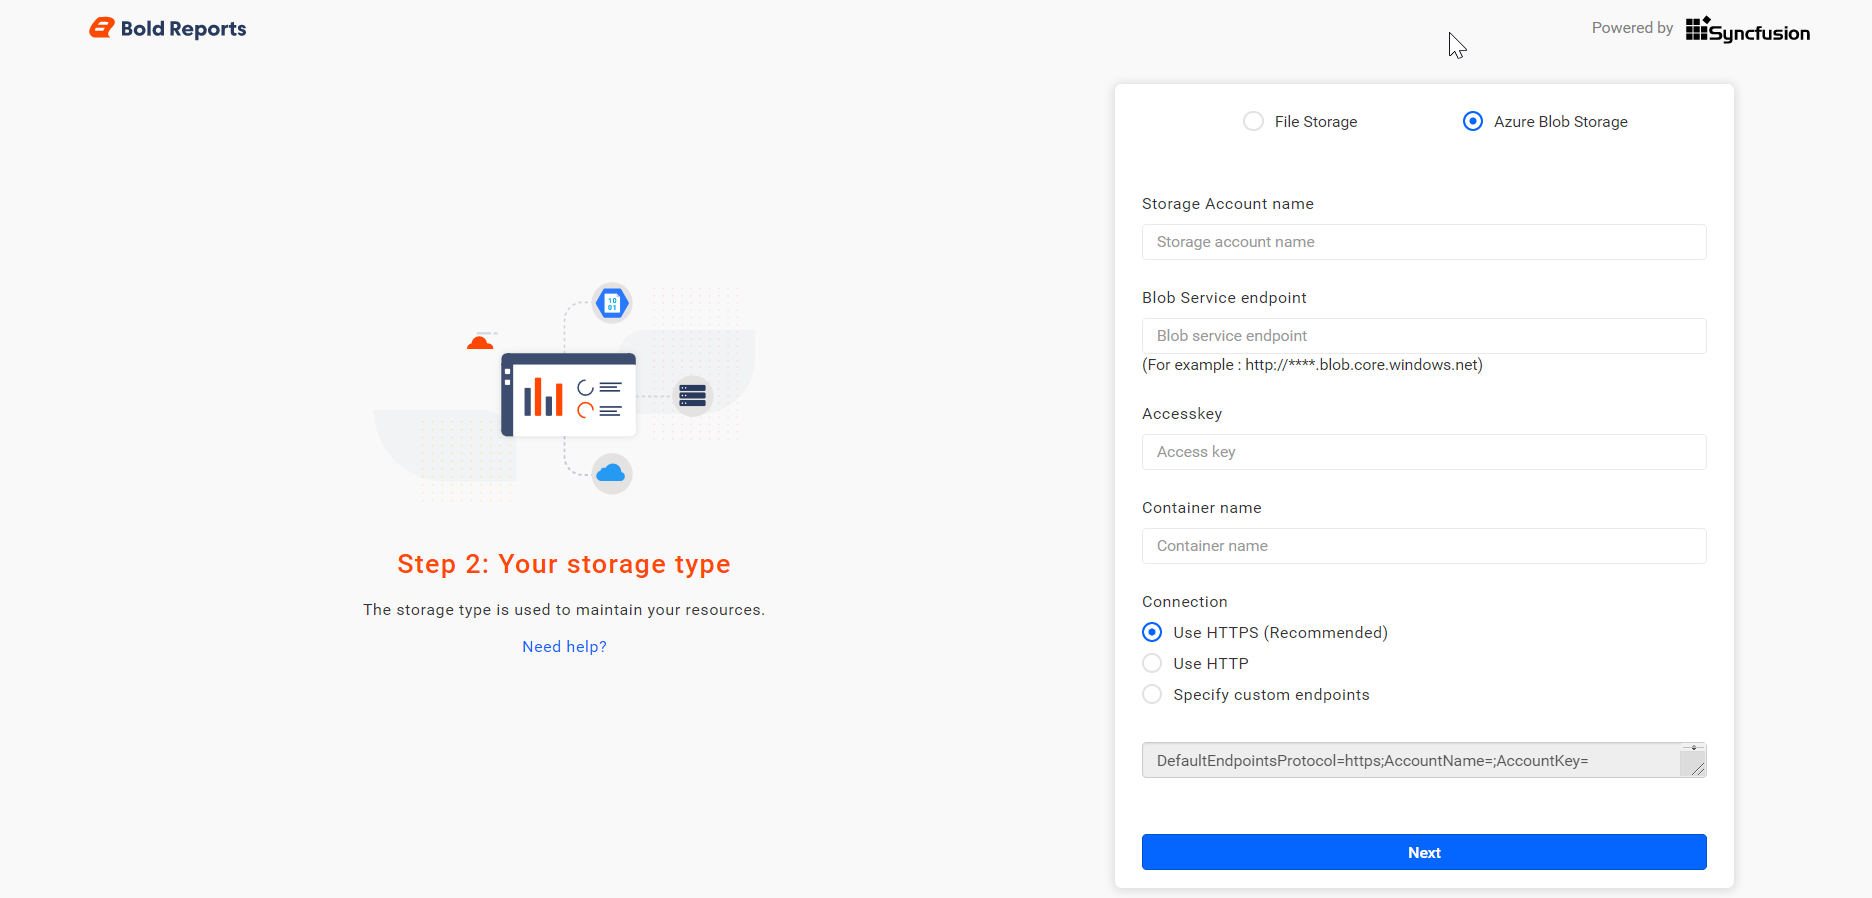 Bold Reports
Powered by Syncfusion
File Storage
Azure Blob Storage
Storage Account name
Storage account name
Blob Service endpoint
Blob service endpoint
(For example : http://****.blob.core.windows.net)
Accesskey
Access key
Container name
Container name
Connection
Use HTTPS (Recommended)
Use HTTP
Specify custom endpoints
DefaultEndpointsProtocol=https;AccountName=;AccountKey=
Next
10
01
Step 2: Your storage type
The storage type is used to maintain your resources.
Need help?